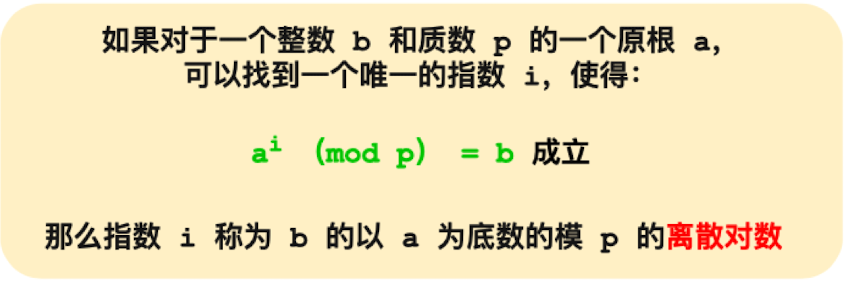 如果对于一个整数 b 和质数 p 的一个原根 a，
可以找到一个唯一的指数 i，使得：
aⁱ （mod p） = b 成立
那么指数 i 称为 b 的以 a 为底数的模 p 的离散对数